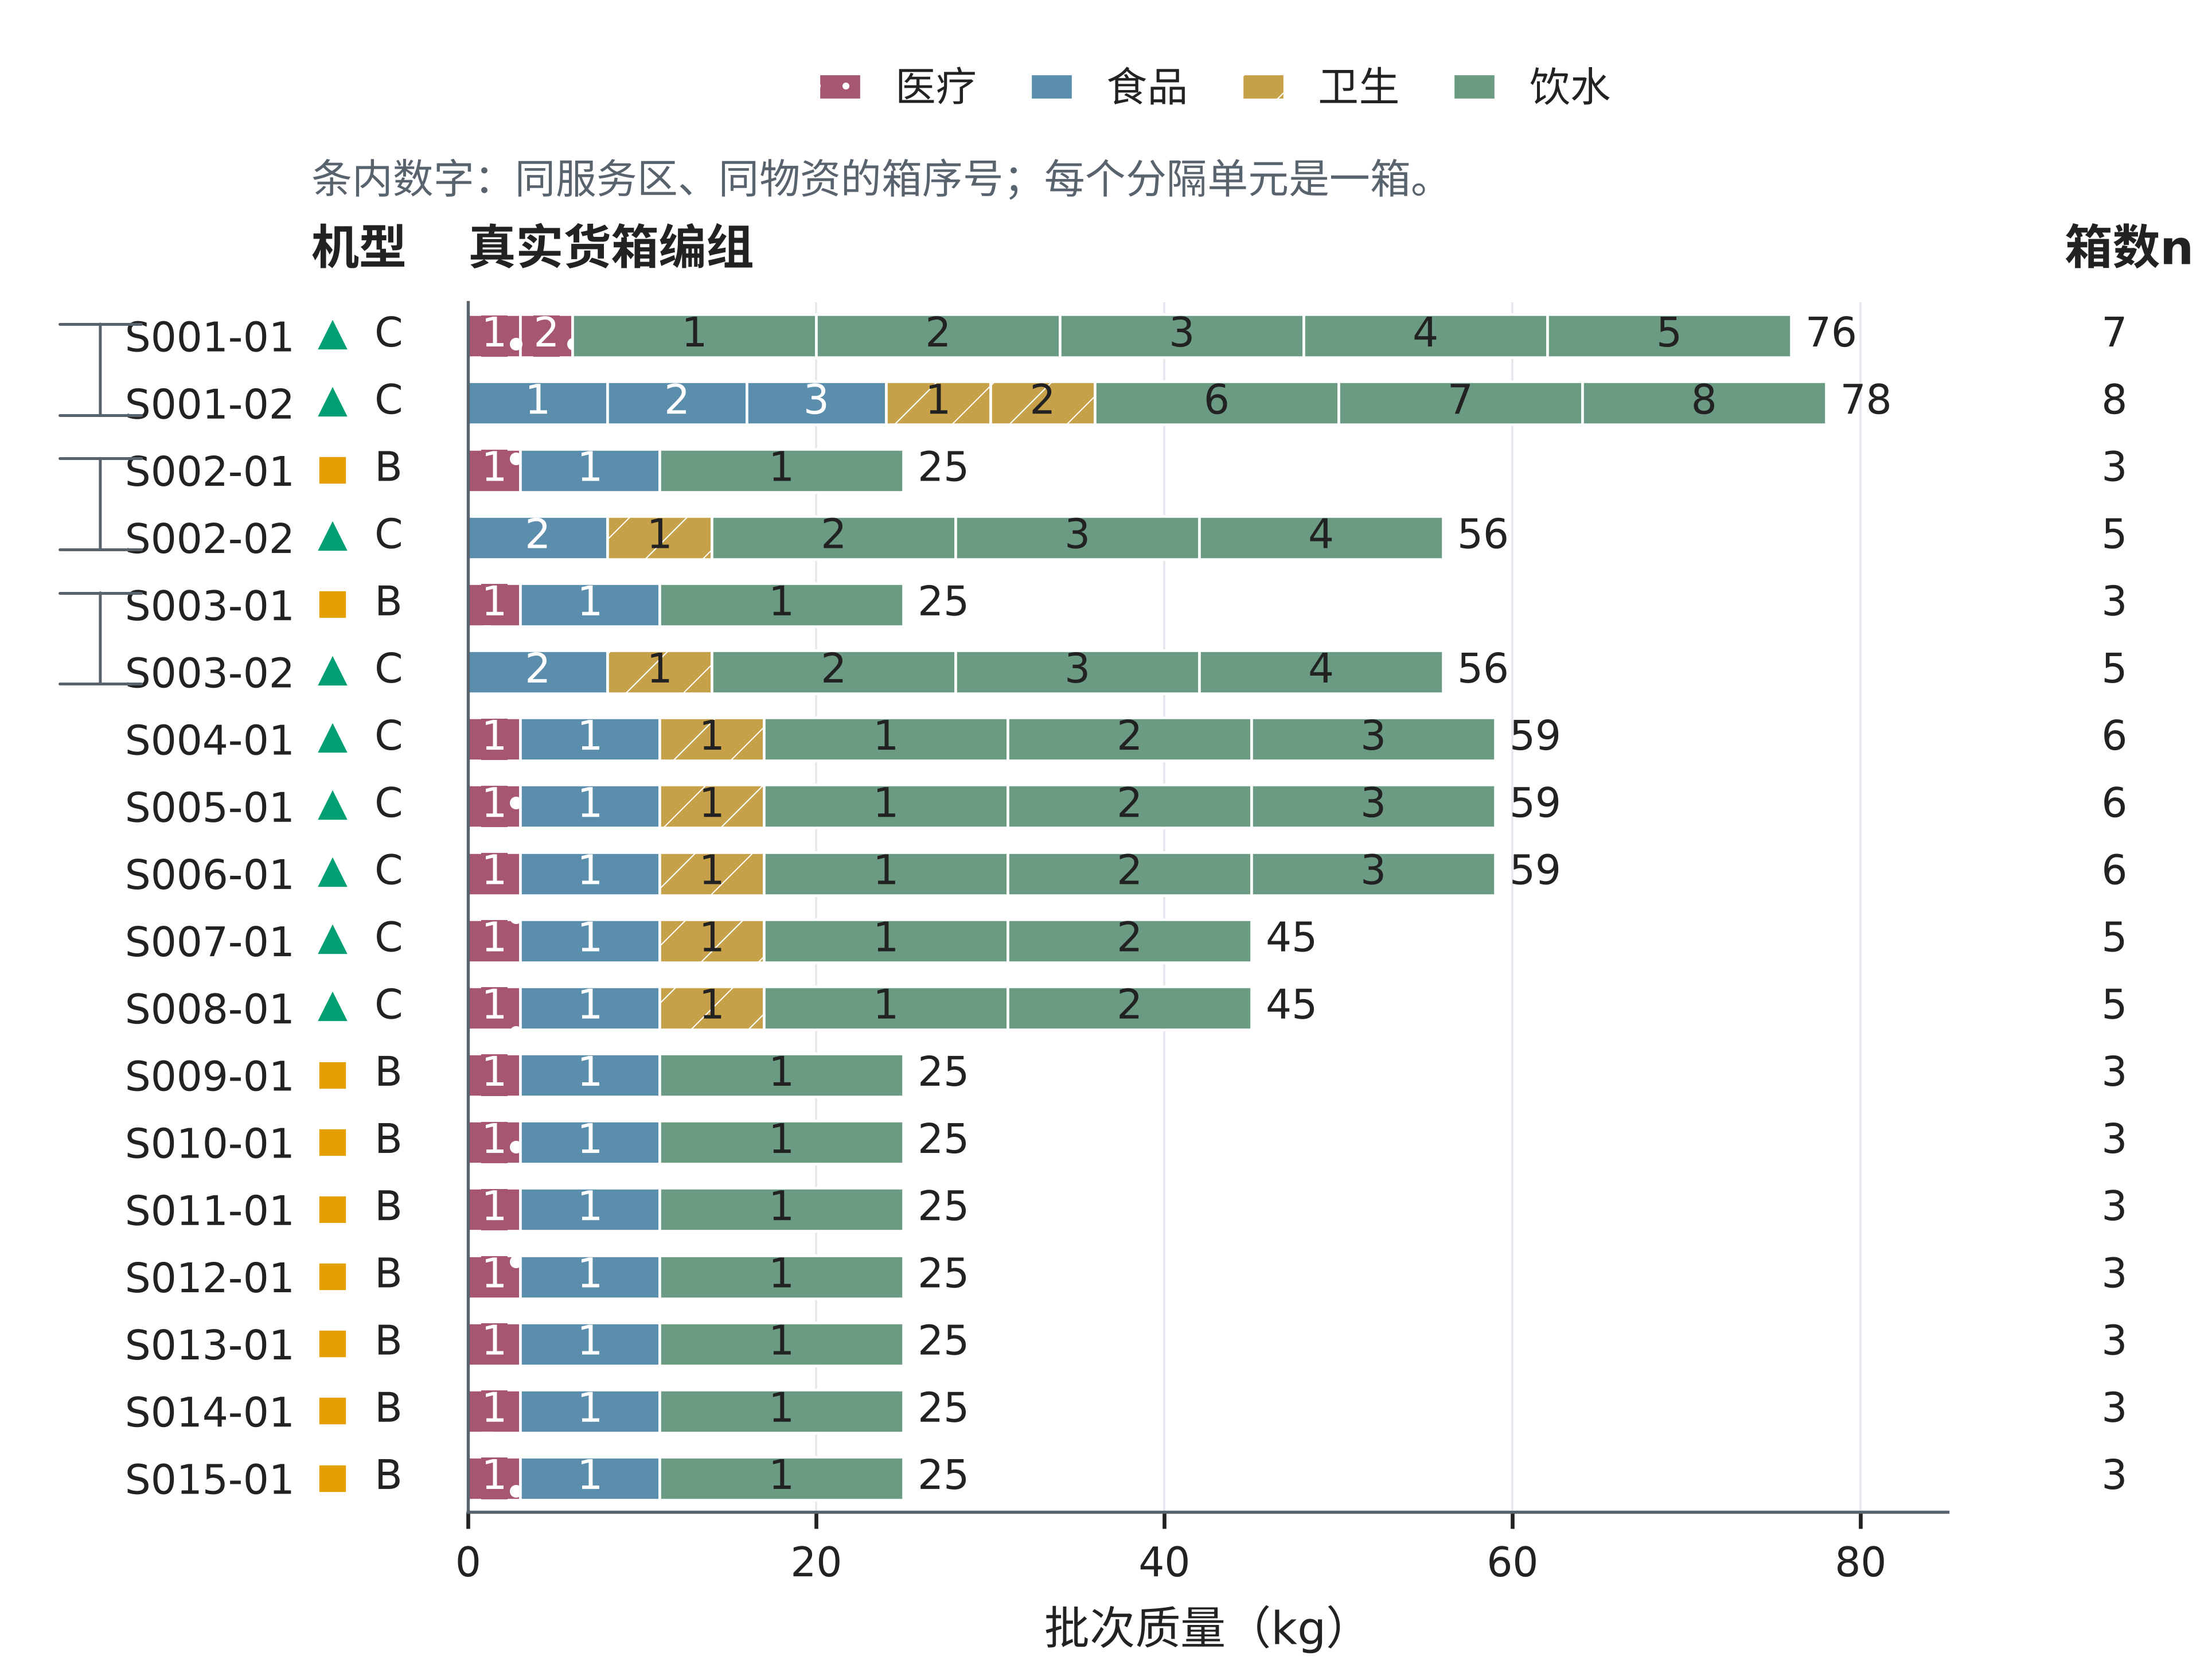 医疗 食品 卫生 饮水
条内数字：同服务区、同物资的箱序号；每个分隔单元是一箱。
机型 真实货箱编组 箱数n
S001-01 C 1 2 1 2 3 4 5 76 7
S001-02 C 1 2 3 1 2 6 7 8 78 8
S002-01 B 1 1 1 25 3
S002-02 C 2 1 2 3 4 56 5
S003-01 B 1 1 1 25 3
S003-02 C 2 1 2 3 4 56 5
S004-01 C 1 1 1 1 2 3 59 6
S005-01 C 1 1 1 1 2 3 59 6
S006-01 C 1 1 1 1 2 3 59 6
S007-01 C 1 1 1 1 2 45 5
S008-01 C 1 1 1 1 2 45 5
S009-01 B 1 1 1 25 3
S010-01 B 1 1 1 25 3
S011-01 B 1 1 1 25 3
S012-01 B 1 1 1 25 3
S013-01 B 1 1 1 25 3
S014-01 B 1 1 1 25 3
S015-01 B 1 1 1 25 3
0 20 40 60 80
批次质量（kg）